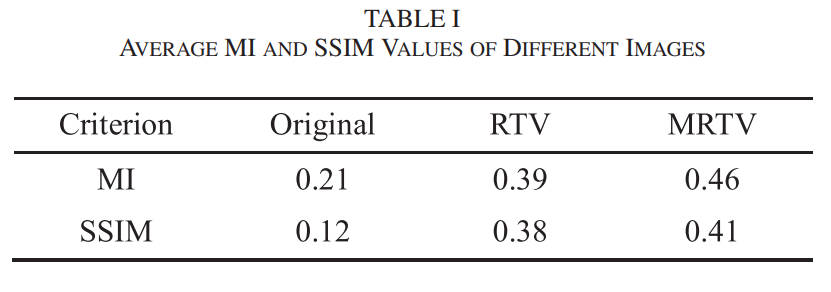 TABLE I
AVERAGE MI AND SSIM VALUES OF DIFFERENT IMAGES
Criterion Original RTV MRTV
MI 0.21 0.39 0.46
SSIM 0.12 0.38 0.41